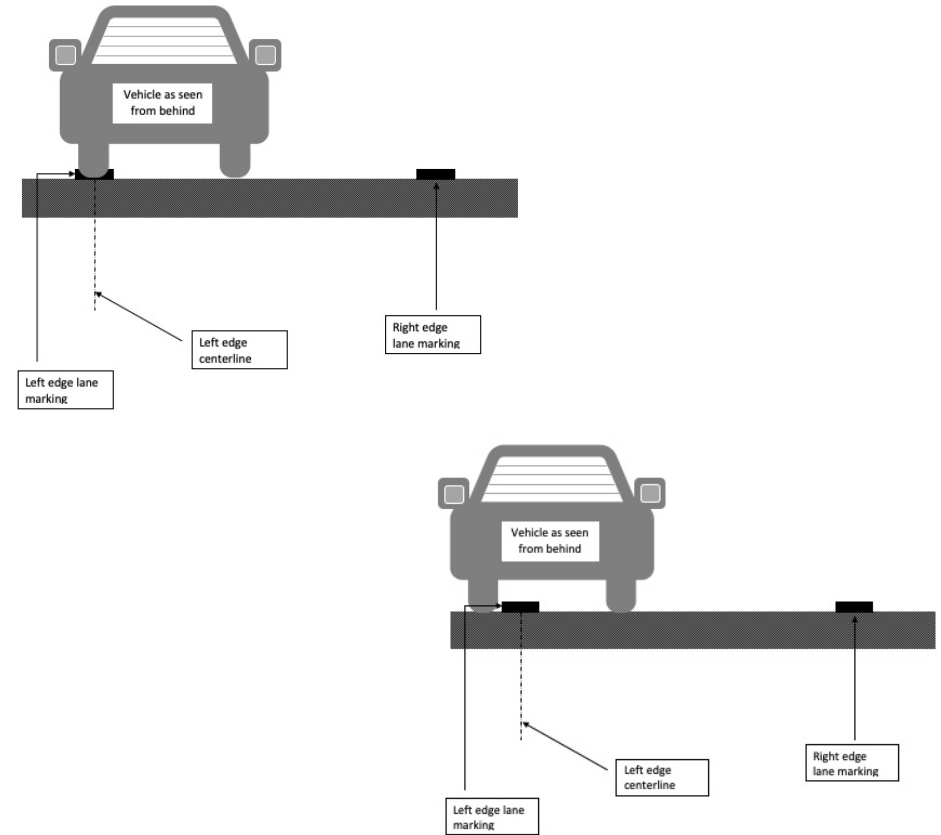 Vehicle as seen
from behind
Right edge
lane marking
Left edge
centerline
Left edge lane
marking
Vehicle as seen
from behind
Right edge
lane marking
Left edge
centerline
Left edge lane
marking